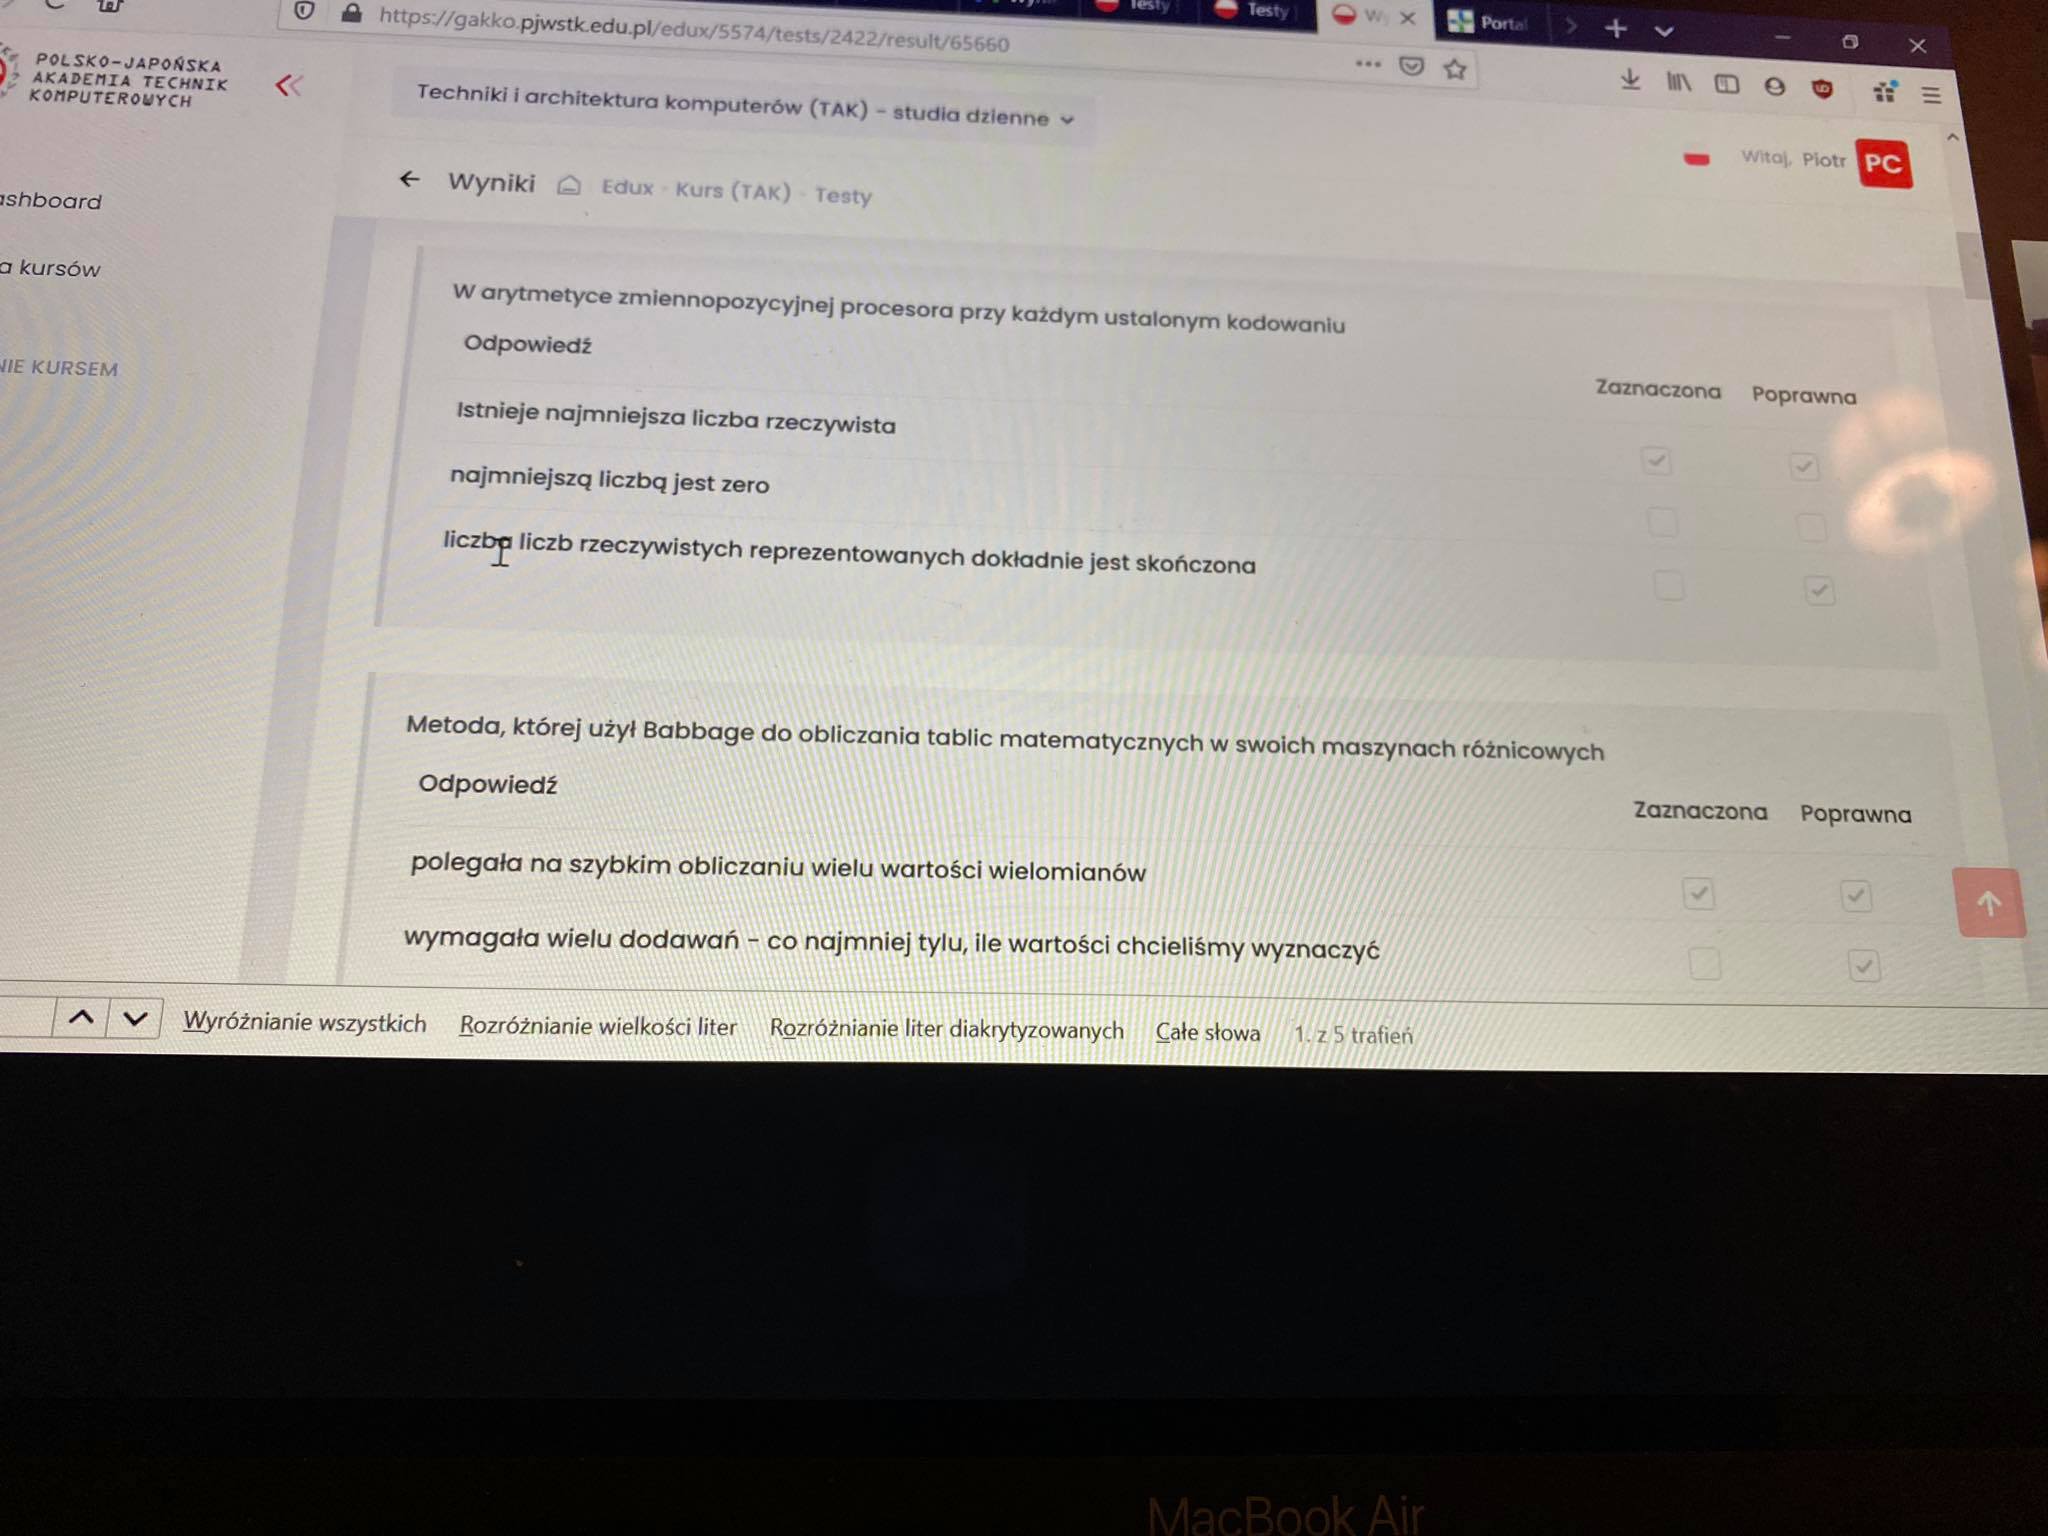 Testy
Testy
Portal
https://gakko.pjwstk.edu.pl/edux/5574/tests/2422/result/65660
POLSKO-JAPOŃSKA
AKADEMIA TECHNIK
KOMPUTEROWYCH
Techniki i architektura komputerów (TAK) - studia dzienne
Witaj, Piotr PC
Wyniki Edux · Kurs (TAK) · Testy
ashboard
a kursów
NIE KURSEM
W arytmetyce zmiennopozycyjnej procesora przy każdym ustalonym kodowaniu
Odpowiedź
Zaznaczona Poprawna
Istnieje najmniejsza liczba rzeczywista
najmniejszą liczbą jest zero
liczba liczb rzeczywistych reprezentowanych dokładnie jest skończona
Metoda, której użył Babbage do obliczania tablic matematycznych w swoich maszynach różnicowych
Odpowiedź
Zaznaczona Poprawna
polegała na szybkim obliczaniu wielu wartości wielomianów
wymagała wielu dodawań - co najmniej tylu, ile wartości chcieliśmy wyznaczyć
Wyróżnianie wszystkich Rozróżnianie wielkości liter Rozróżnianie liter diakrytyzowanych Całe słowa 1. z 5 trafień
MacBook Air